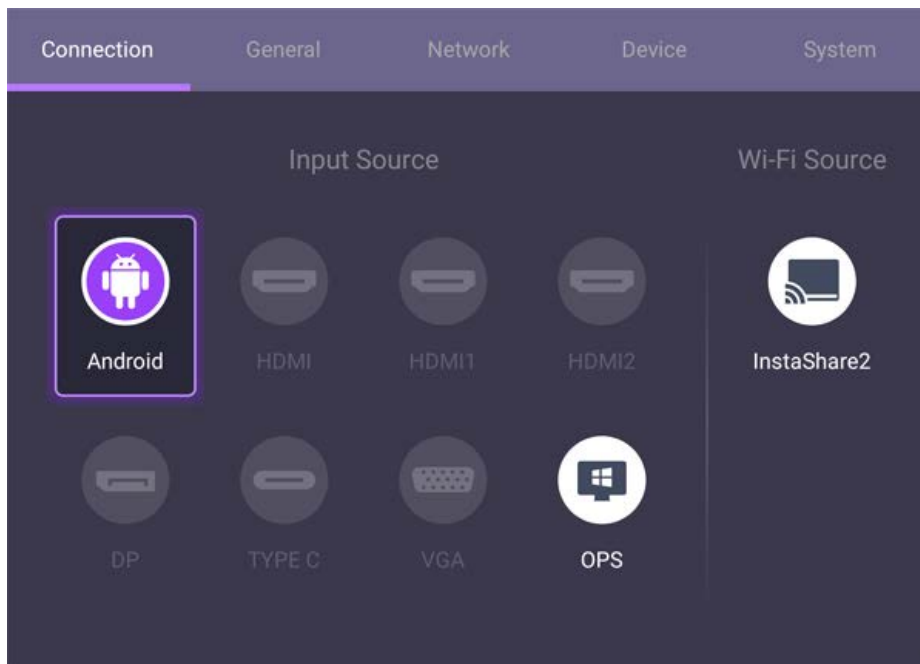 Connection General Network Device System
Input Source Wi-Fi Source
Android HDMI HDMI1 HDMI2 InstaShare2
DP TYPE C VGA OPS